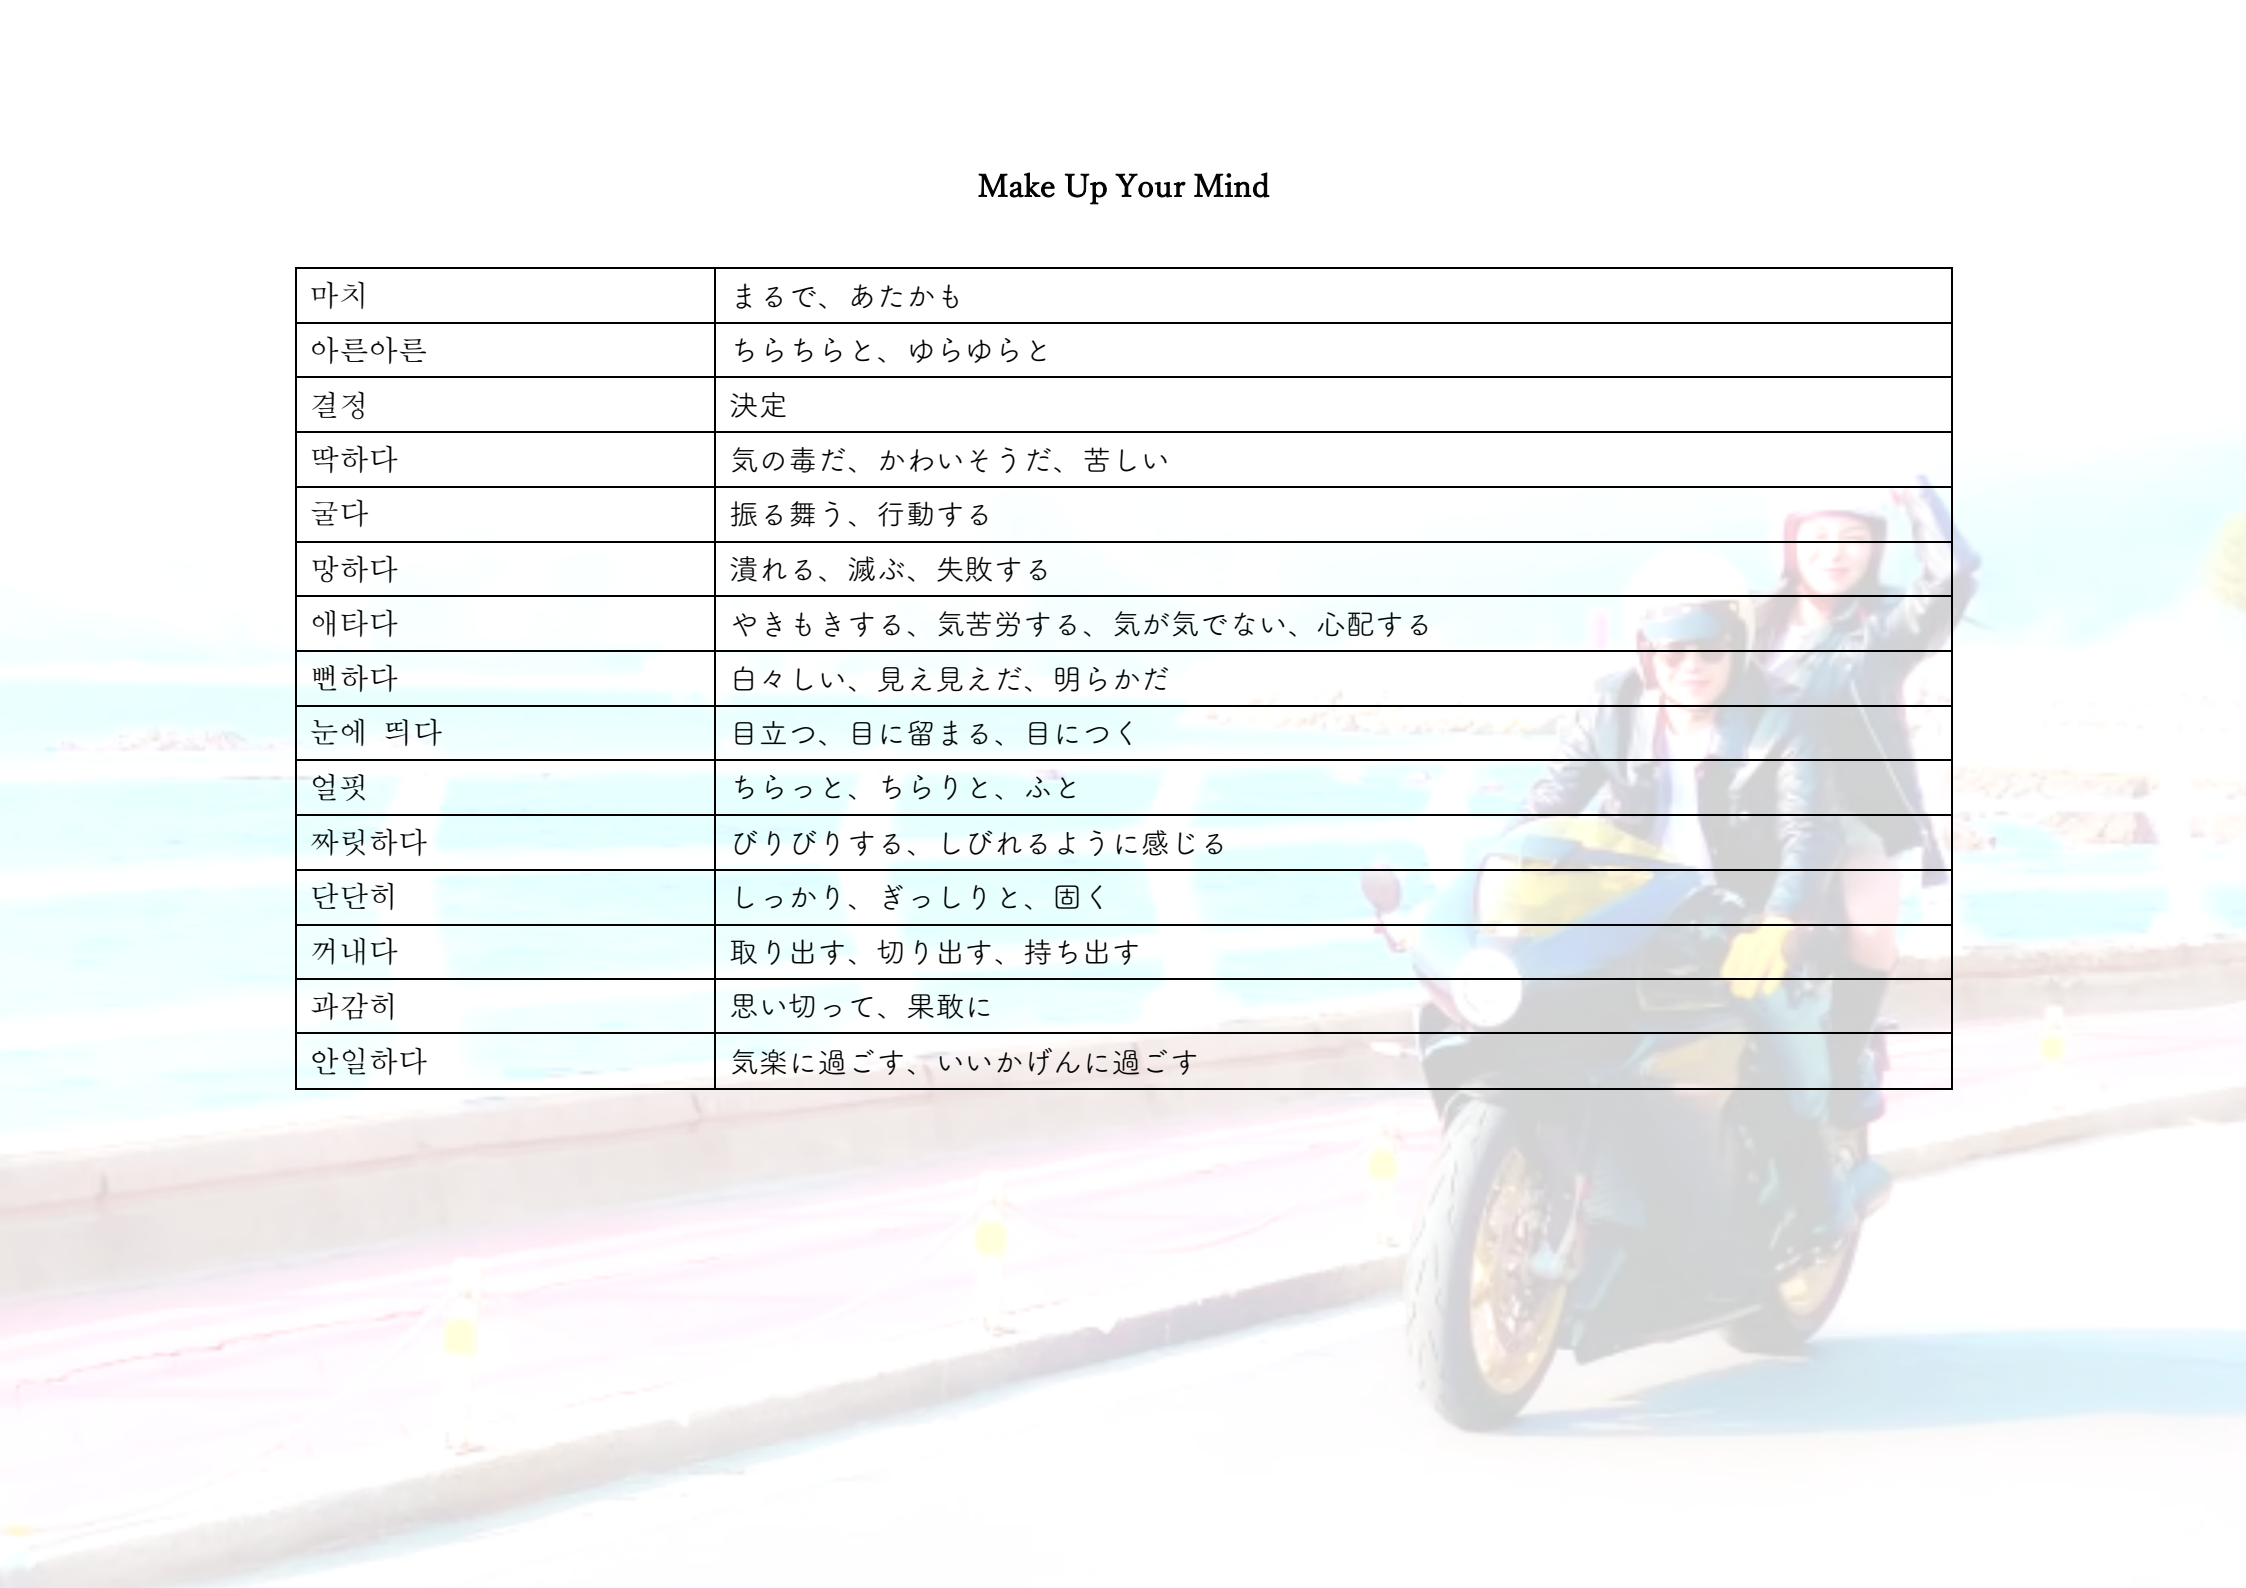 Make Up Your Mind
마치 まるで、あたかも
아른아른 ちらちらと、ゆらゆらと
결정 決定
딱하다 気の毒だ、かわいそうだ、苦しい
굴다 振る舞う、行動する
망하다 潰れる、滅ぶ、失敗する
애타다 やきもきする、気苦労する、気が気でない、心配する
뻔하다 白々しい、見え見えだ、明らかだ
눈에 띄다 目立つ、目に留まる、目につく
얼핏 ちらっと、ちらりと、ふと
짜릿하다 びりびりする、しびれるように感じる
단단히 しっかり、ぎっしりと、固く
꺼내다 取り出す、切り出す、持ち出す
과감히 思い切って、果敢に
안일하다 気楽に過ごす、いいかげんに過ごす